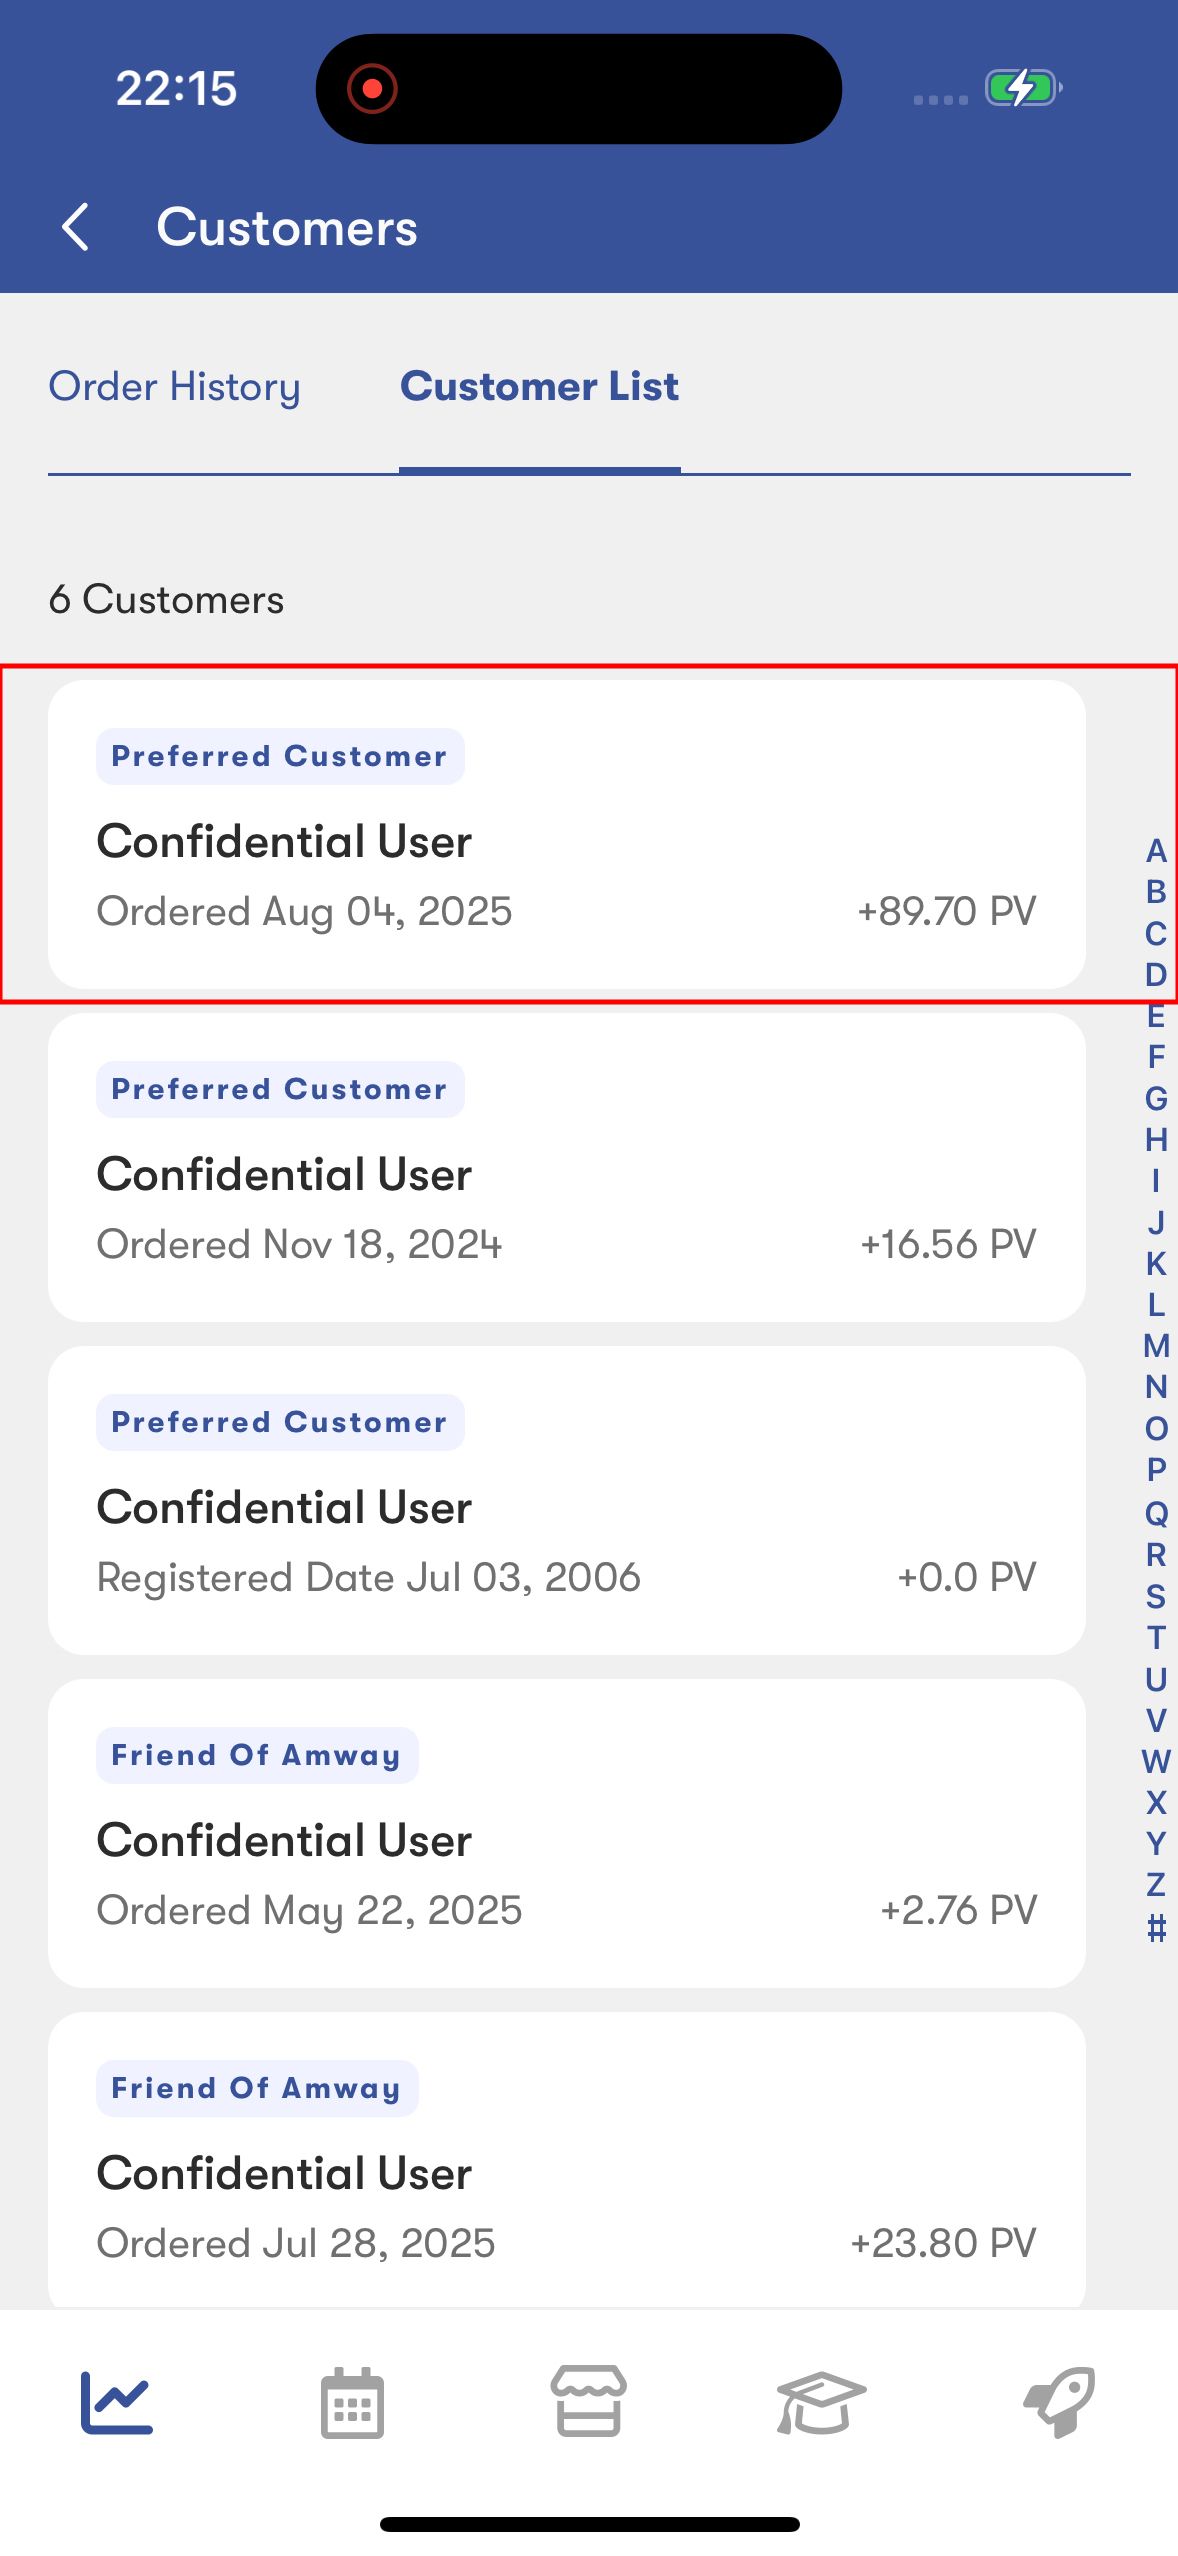 22:15
Customers
Order History Customer List
6 Customers
Preferred Customer
Confidential User
Ordered Aug 04, 2025 +89.70 PV
Preferred Customer
Confidential User
Ordered Nov 18, 2024 +16.56 PV
Preferred Customer
Confidential User
Registered Date Jul 03, 2006 +0.0 PV
Friend Of Amway
Confidential User
Ordered May 22, 2025 +2.76 PV
Friend Of Amway
Confidential User
Ordered Jul 28, 2025 +23.80 PV
A
B
C
D
E
F
G
H
I
J
K
L
M
N
O
P
Q
R
S
T
U
V
W
X
Y
Z
#